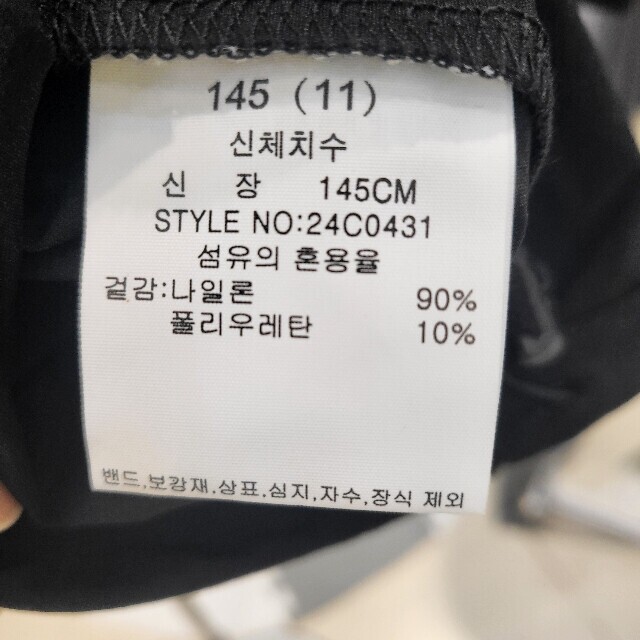 145 (11)
신체치수
신 장 145CM
STYLE NO:24C0431
섬유의 혼용율
겉감:나일론 90%
폴리우레탄 10%
밴드,보강재,상표,심지,자수,장식 제외